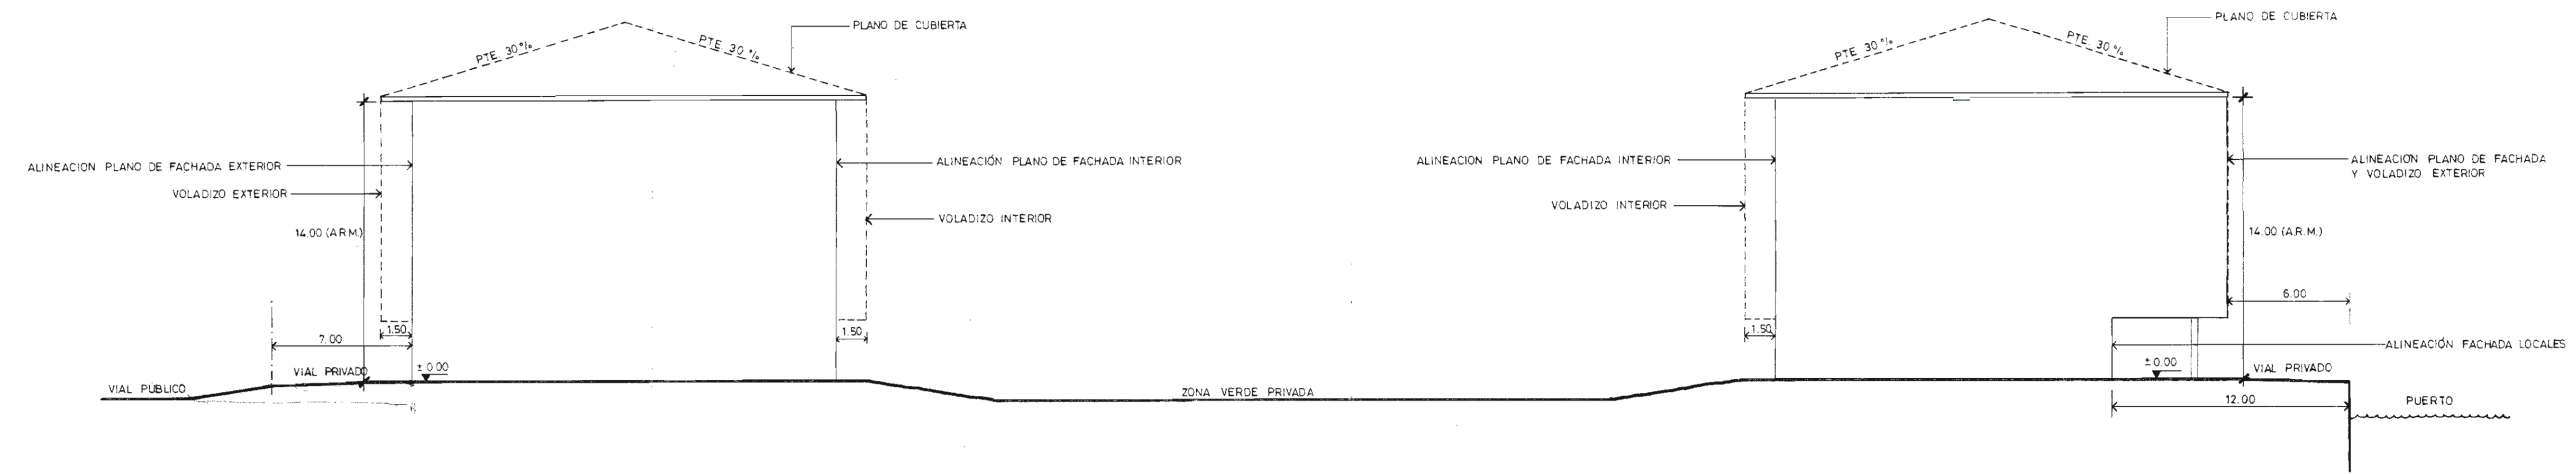 PLANO DE CUBIERTA
PTE. 30 %
PTE. 30 %
ALINEACION PLANO DE FACHADA EXTERIOR
VOLADIZO EXTERIOR
14.00 (A.R.M.)
ALINEACIÓN PLANO DE FACHADA INTERIOR
VOLADIZO INTERIOR
1.50
7.00
1.50
VIAL PÚBLICO
VIAL PRIVADO
± 0.00
ZONA VERDE PRIVADA
PLANO DE CUBIERTA
PTE 30 %
PTE. 30 %
ALINEACION PLANO DE FACHADA INTERIOR
VOLADIZO INTERIOR
ALINEACIÓN PLANO DE FACHADA
Y VOLADIZO EXTERIOR
14.00 (A.R.M.)
6.00
1.50
ALINEACIÓN FACHADA LOCALES
± 0.00
VIAL PRIVADO
12.00
PUERTO